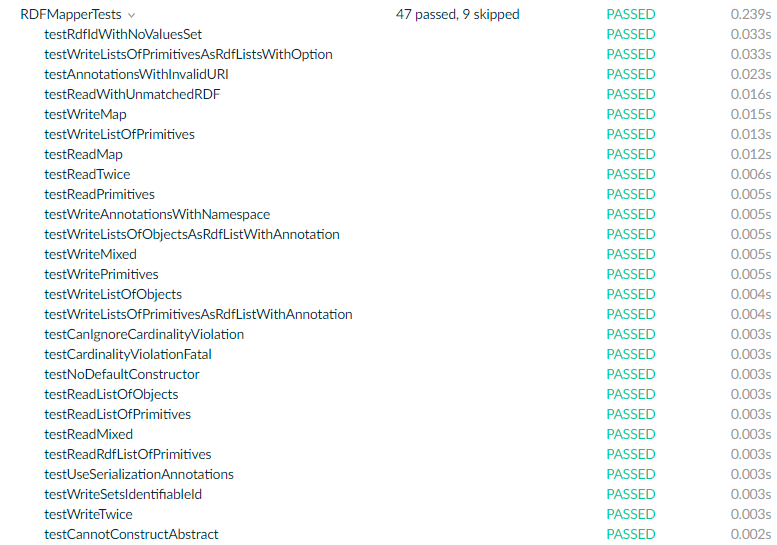 RDFMapperTests 47 passed, 9 skipped PASSED 0.239s
testRdfIdWithNoValuesSet PASSED 0.033s
testWriteListsOfPrimitivesAsRdfListsWithOption PASSED 0.033s
testAnnotationsWithInvalidURI PASSED 0.023s
testReadWithUnmatchedRDF PASSED 0.016s
testWriteMap PASSED 0.015s
testWriteListOfPrimitives PASSED 0.013s
testReadMap PASSED 0.012s
testReadTwice PASSED 0.006s
testReadPrimitives PASSED 0.005s
testWriteAnnotationsWithNamespace PASSED 0.005s
testWriteListsOfObjectsAsRdfListWithAnnotation PASSED 0.005s
testWriteMixed PASSED 0.005s
testWritePrimitives PASSED 0.005s
testWriteListOfObjects PASSED 0.004s
testWriteListsOfPrimitivesAsRdfListWithAnnotation PASSED 0.004s
testCanIgnoreCardinalityViolation PASSED 0.003s
testCardinalityViolationFatal PASSED 0.003s
testNoDefaultConstructor PASSED 0.003s
testReadListOfObjects PASSED 0.003s
testReadListOfPrimitives PASSED 0.003s
testReadMixed PASSED 0.003s
testReadRdfListOfPrimitives PASSED 0.003s
testUseSerializationAnnotations PASSED 0.003s
testWriteSetsIdentifiableId PASSED 0.003s
testWriteTwice PASSED 0.003s
testCannotConstructAbstract PASSED 0.002s